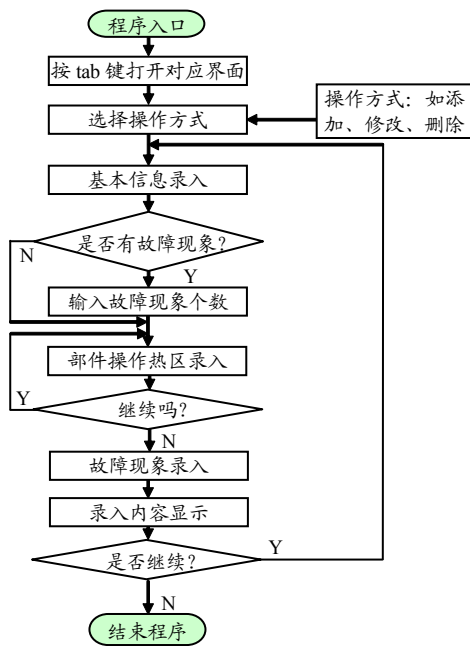 程序入口
按 tab 键打开对应界面
选择操作方式
操作方式：如添
加、修改、删除
基本信息录入
是否有故障现象?
N
Y
输入故障现象个数
部件操作热区录入
Y
继续吗?
N
故障现象录入
录入内容显示
Y
是否继续?
N
结束程序